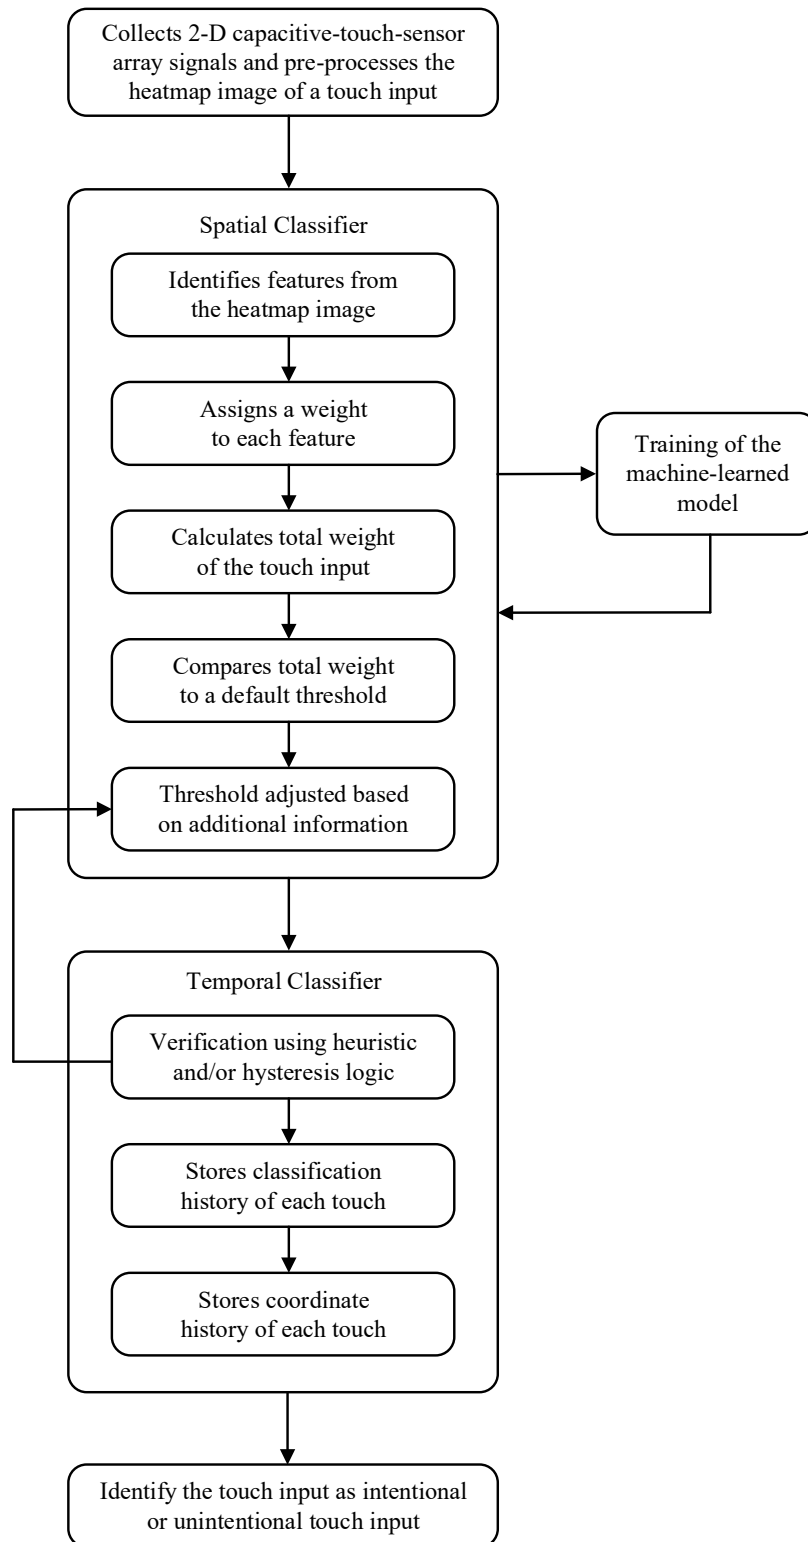 Collects 2-D capacitive-touch-sensor
array signals and pre-processes the
heatmap image of a touch input
Spatial Classifier
Identifies features from
the heatmap image
Assigns a weight
to each feature
Calculates total weight
of the touch input
Compares total weight
to a default threshold
Threshold adjusted based
on additional information
Training of the
machine-learned
model
Temporal Classifier
Verification using heuristic
and/or hysteresis logic
Stores classification
history of each touch
Stores coordinate
history of each touch
Identify the touch input as intentional
or unintentional touch input